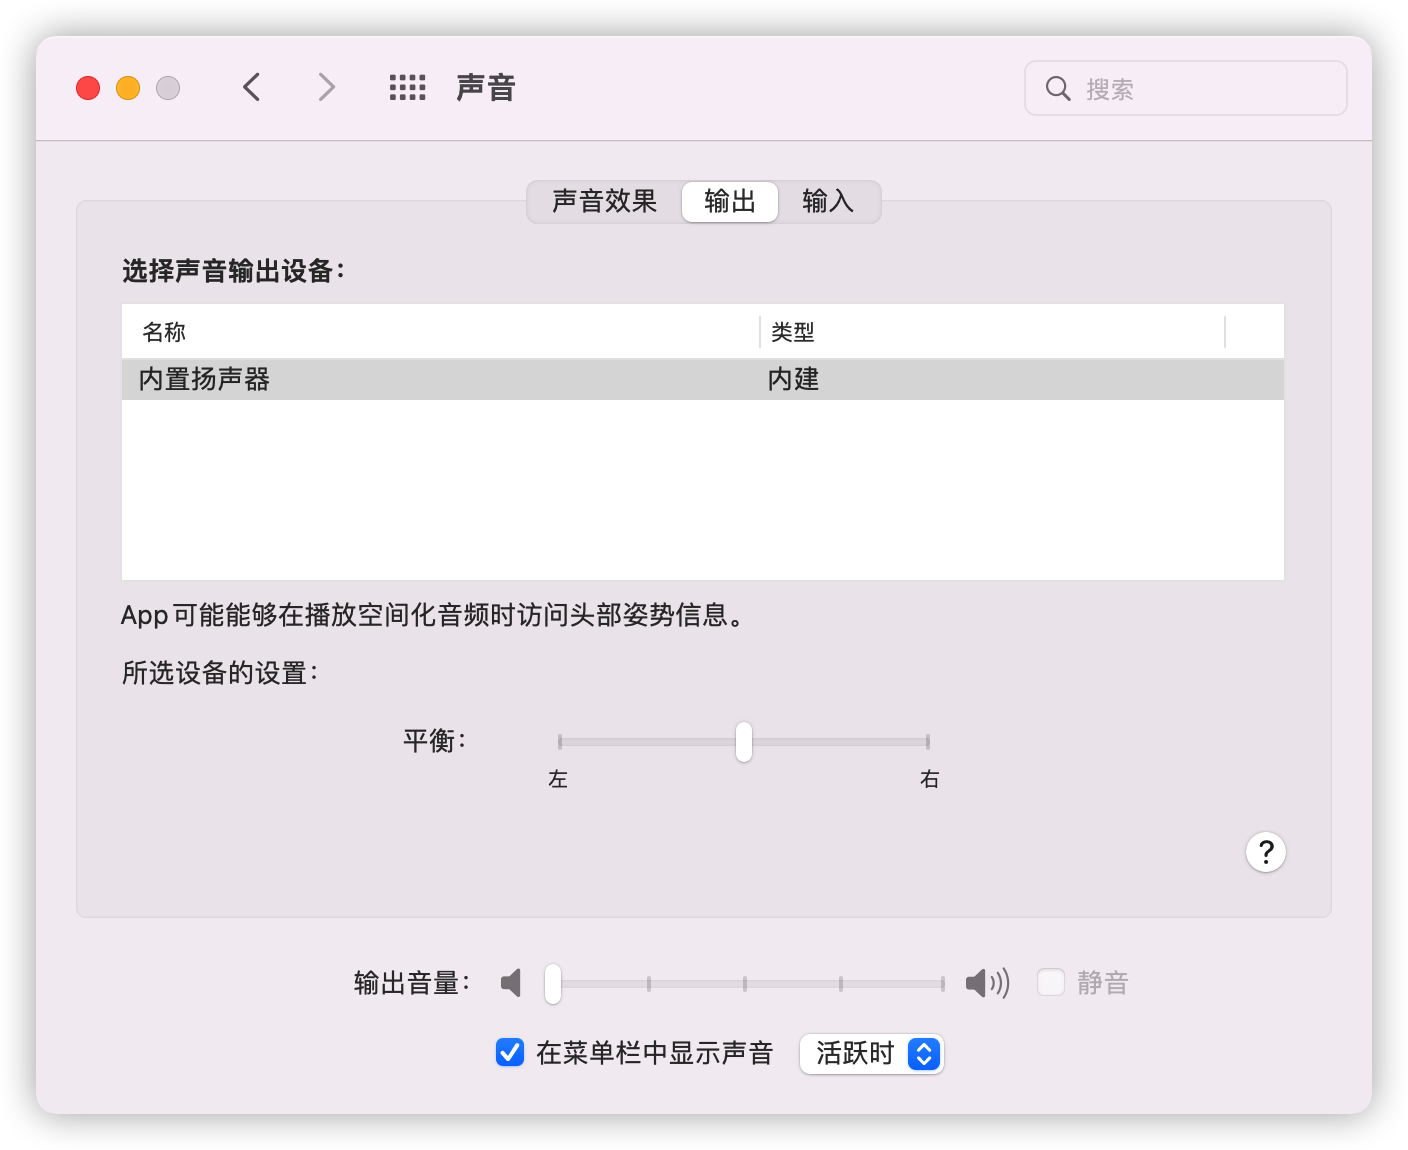 声音
搜索
声音效果 输出 输入
选择声音输出设备：
名称 类型
内置扬声器 内建
App可能能够在播放空间化音频时访问头部姿势信息。
所选设备的设置：
平衡：
左 右
?
输出音量： 静音
在菜单栏中显示声音 活跃时